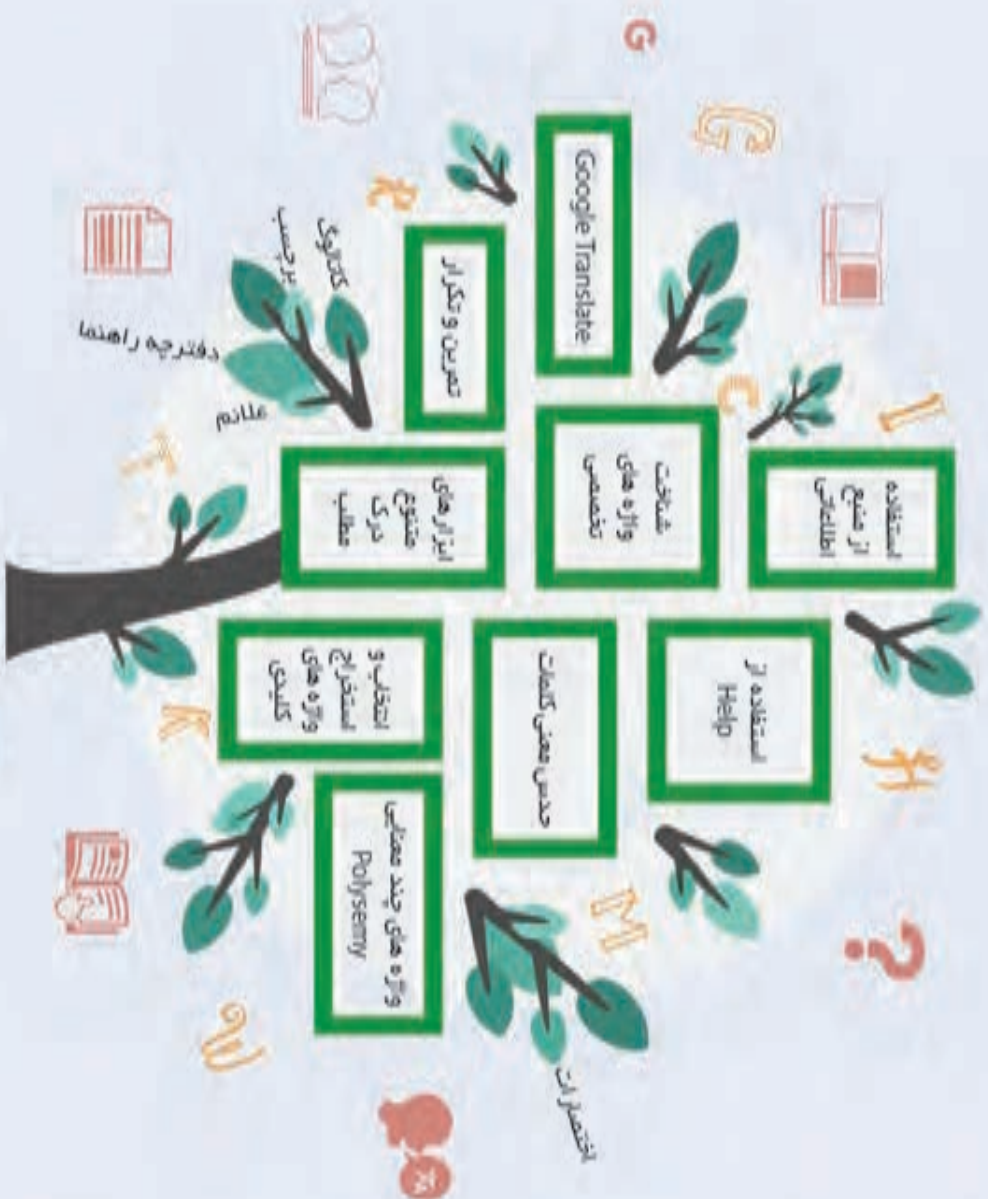 استفاده
از منبع
اطلاعاتی
استفاده از
Help
شناخت
واژه های
تخصصی
اختصارات
حدس معنی کلمات
Google Translate
تمرین و تکرار
واژه های چند معنایی
Polysemy
ابزارهای
متنوع
درک
مطلب
انتخاب و
استخراج
واژه های
کلیدی
کاتالوگ
برچسب
علائم
دفترچه راهنما